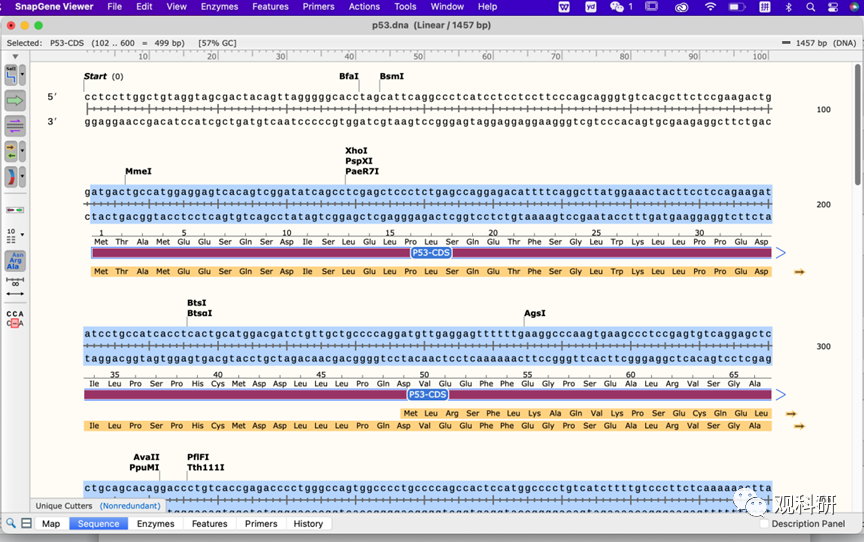 SnapGene Viewer File Edit View Enzymes Features Primers Actions Tools Window Help 1
p53.dna (Linear / 1457 bp)
Selected: P53-CDS (102 .. 600 = 499 bp) [57% GC] 1457 bp (DNA)
10 20 30 40 50 60 70 80 90 100
Start (0) BfaI BsmI
5' cctccttggctgtaggtagcgactacagttagggggcacctagcattcaggccctcatcctcctccttcccagcagggtgtcacgcttctccgaagactg
100
3' ggaggaaccgacatccatcgctgatgtcaatcccccgtggatcgtaagtccgggagtaggaggaggaagggtcgtcccacagtgcgaagaggcttctgac
XhoI
PspXI
MmeI PaeR7I
gatgactgccatggaggagtcacagtcggatatcagcctcgagctccctctgagccaggagacattttcaggcttatggaaactacttcctccagaagat
200
ctactgacggtacctcctcagtgtcagcctatagtcggagctcgagggagactcggtcctctgtaaaagtccgaatacctttgatgaaggaggtcttcta
1 5 10 15 20 25 30
Met Thr Ala Met Glu Glu Ser Gln Ser Asp Ile Ser Leu Glu Leu Pro Leu Ser Gln Glu Thr Phe Ser Gly Leu Trp Lys Leu Leu Pro Pro Glu Asp
P53-CDS
Met Thr Ala Met Glu Glu Ser Gln Ser Asp Ile Ser Leu Glu Leu Pro Leu Ser Gln Glu Thr Phe Ser Gly Leu Trp Lys Leu Leu Pro Pro Glu Asp
BtsI
BtsαI AgsI
atcctgccatcacctcactgcatggacgatctgttgctgccccaggatgttgaggagttttttgaaggcccaagtgaagccctccgagtgtcaggagctc
300
taggacggtagtggagtgacgtacctgctagacaacgacggggtcctacaactcctcaaaaaacttccgggttcacttcgggaggctcacagtcctcgag
35 40 45 50 55 60 65
Ile Leu Pro Ser Pro His Cys Met Asp Asp Leu Leu Leu Pro Gln Asp Val Glu Glu Phe Phe Glu Gly Pro Ser Glu Ala Leu Arg Val Ser Gly Ala
P53-CDS
Met Leu Arg Ser Phe Leu Lys Ala Gln Val Lys Pro Ser Glu Cys Gln Glu Leu
Ile Leu Pro Ser Pro His Cys Met Asp Asp Leu Leu Leu Pro Gln Asp Val Glu Glu Phe Phe Glu Gly Pro Ser Glu Ala Leu Arg Val Ser Gly Ala
AvaII PflFI
PpuMI Tth111I
Unique Cutters (Nonredundant)
观科研
Map Sequence Enzymes Features Primers History Description Panel